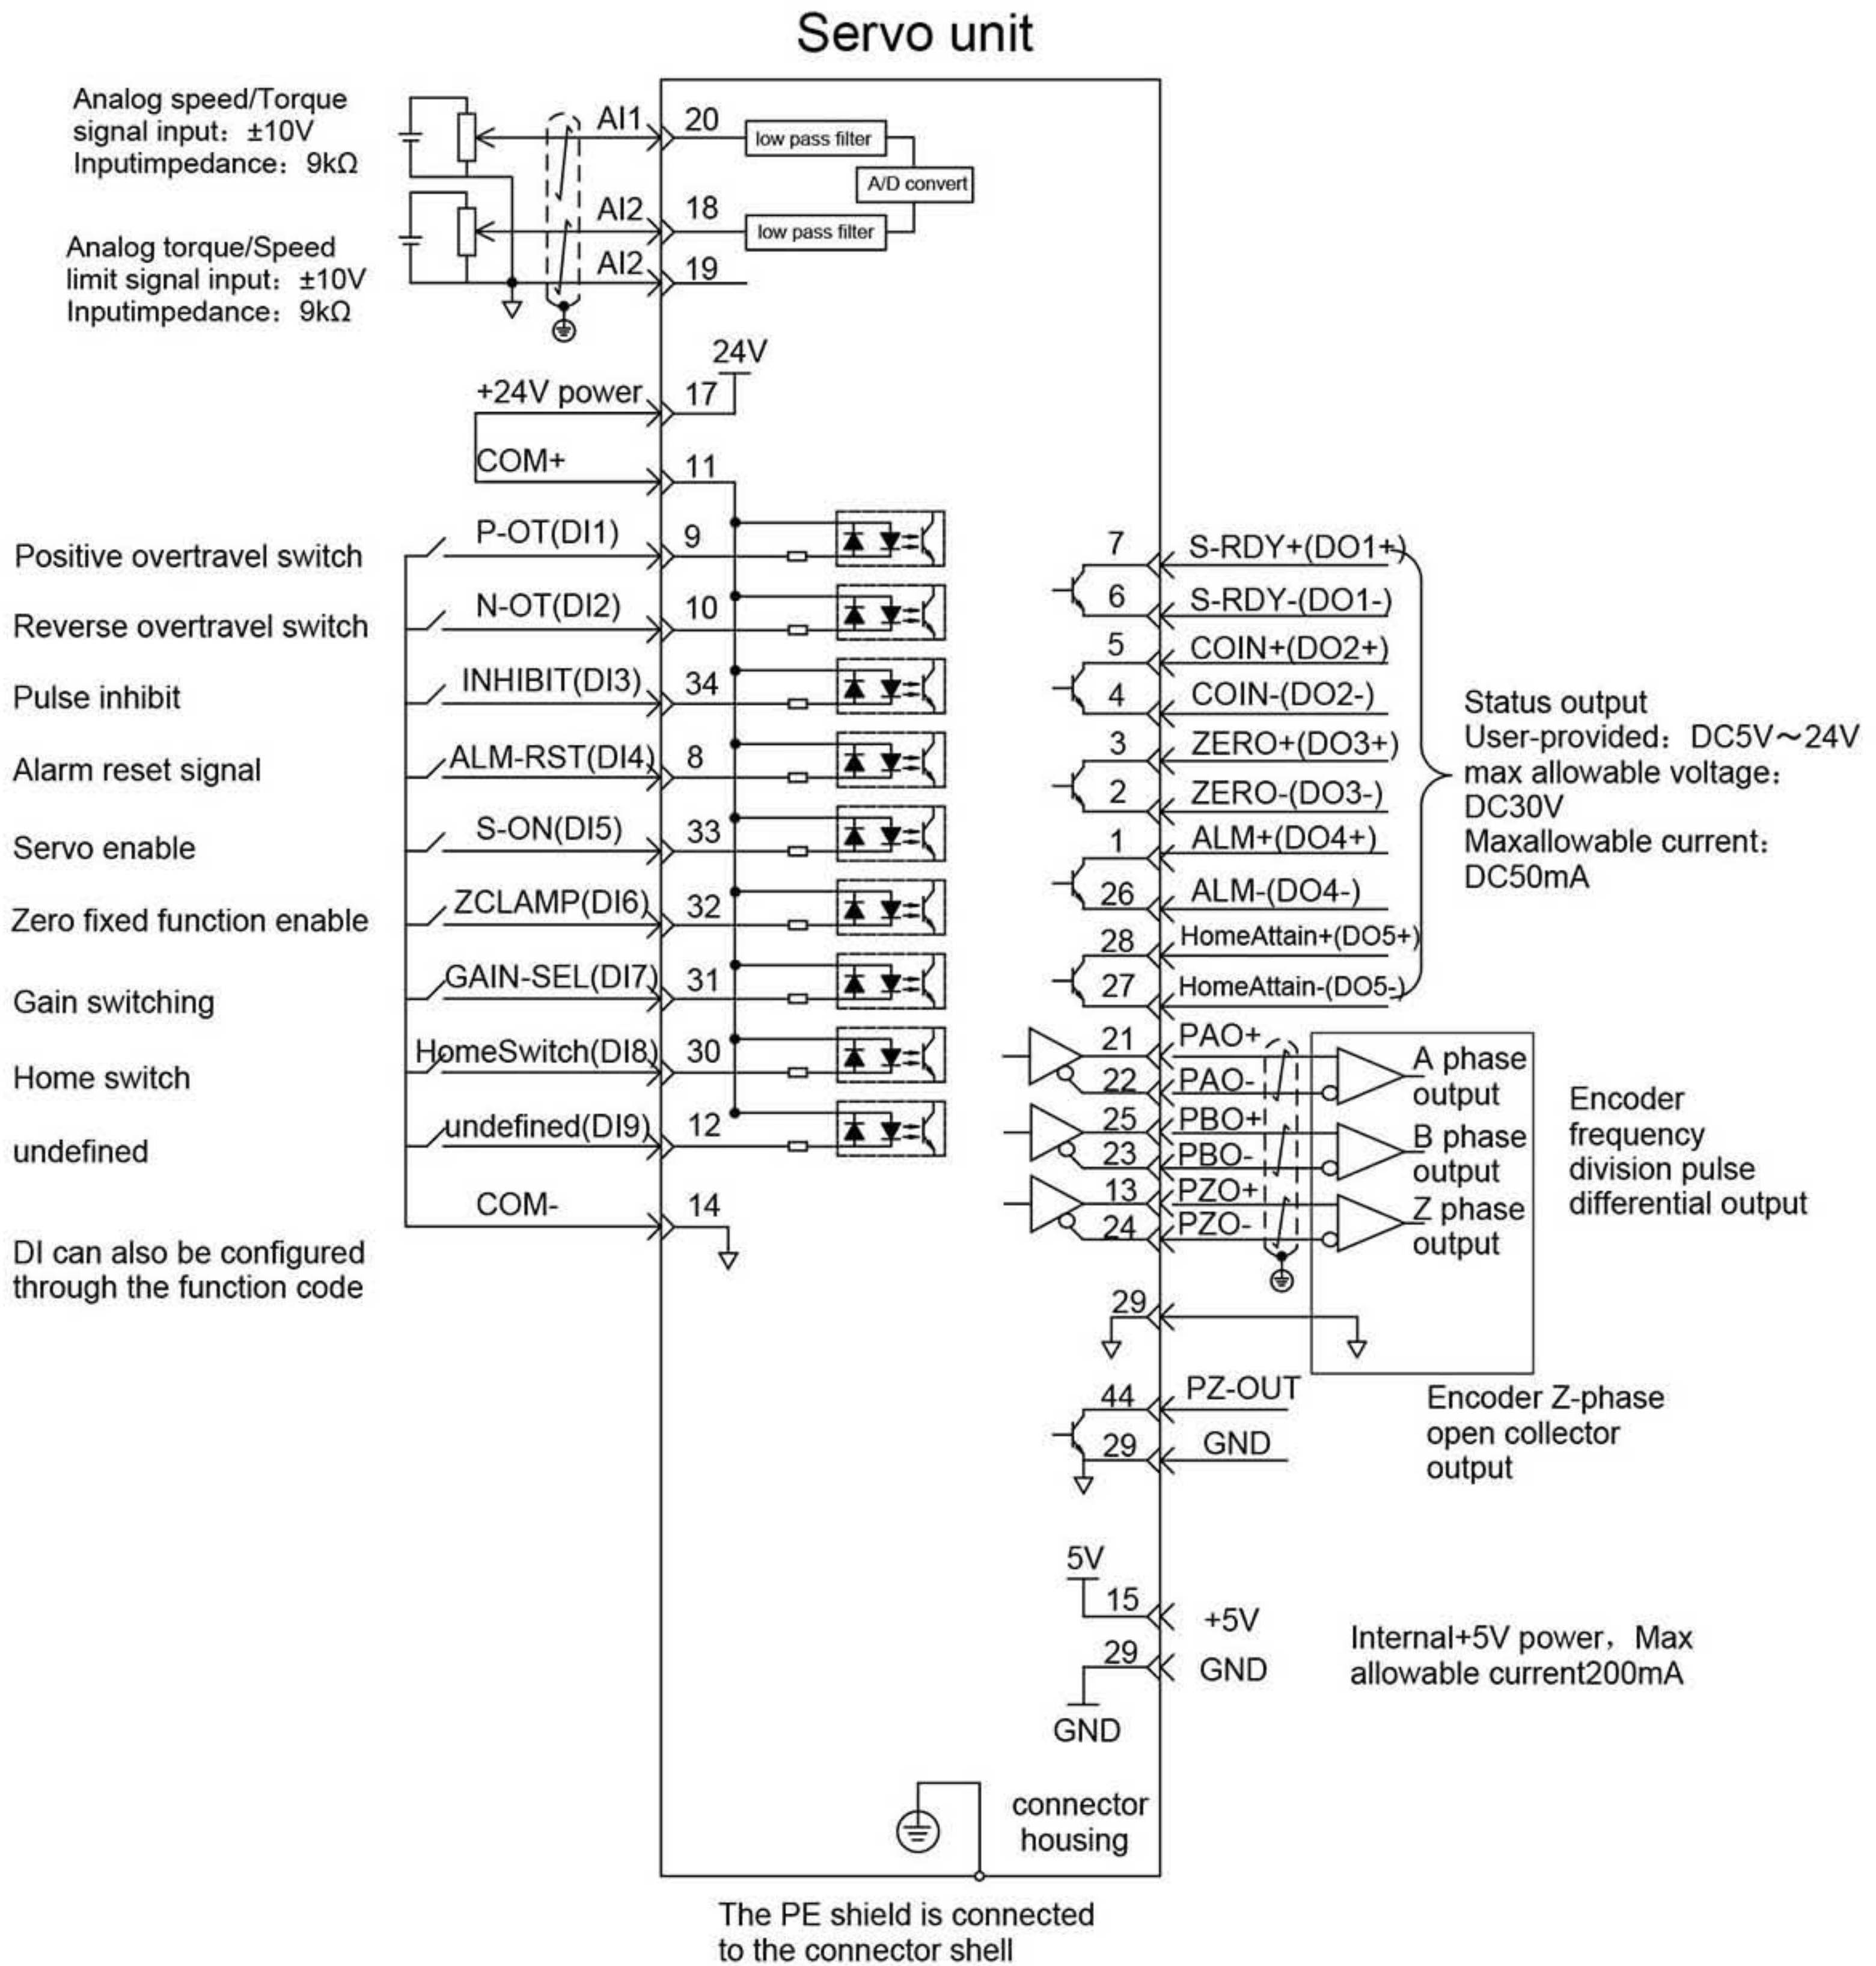 Servo unit
Analog speed/Torque
signal input：±10V
Inputimpedance：9kΩ
AI1
20
low pass filter
A/D convert
AI2
18
low pass filter
Analog torque/Speed
limit signal input：±10V
Inputimpedance：9kΩ
AI2
19
24V
+24V power
17
COM+
11
Positive overtravel switch
P-OT(DI1)
9
Reverse overtravel switch
N-OT(DI2)
10
Pulse inhibit
INHIBIT(DI3)
34
Alarm reset signal
ALM-RST(DI4)
8
Servo enable
S-ON(DI5)
33
Zero fixed function enable
ZCLAMP(DI6)
32
Gain switching
GAIN-SEL(DI7)
31
Home switch
HomeSwitch(DI8)
30
undefined
undefined(DI9)
12
COM-
14
DI can also be configured
through the function code
7
S-RDY+(DO1+)
6
S-RDY-(DO1-)
5
COIN+(DO2+)
4
COIN-(DO2-)
3
ZERO+(DO3+)
2
ZERO-(DO3-)
1
ALM+(DO4+)
26
ALM-(DO4-)
28
HomeAttain+(DO5+)
27
HomeAttain-(DO5-)
Status output
User-provided：DC5V～24V
max allowable voltage：
DC30V
Maxallowable current：
DC50mA
21
PAO+
22
PAO-
A phase
output
25
PBO+
23
PBO-
B phase
output
13
PZO+
24
PZO-
Z phase
output
Encoder
frequency
division pulse
differential output
29
44
PZ-OUT
29
GND
Encoder Z-phase
open collector
output
5V
15
+5V
29
GND
GND
Internal+5V power，Max
allowable current200mA
connector
housing
The PE shield is connected
to the connector shell